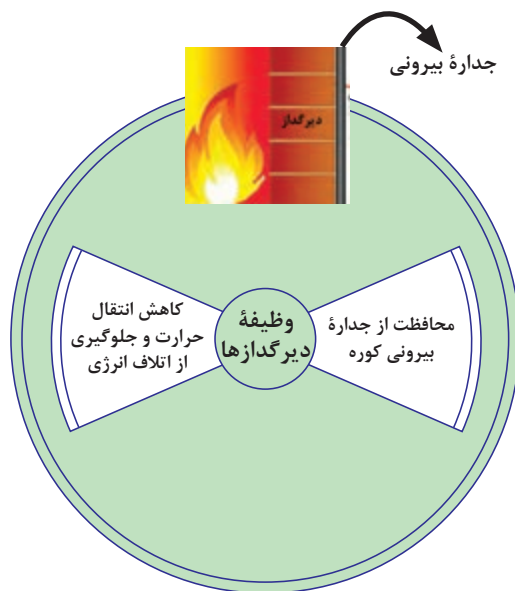 جدارهٔ بیرونی
دیرگداز
وظیفهٔ
دیرگدازها
محافظت از جدارهٔ
بیرونی کوره
کاهش انتقال
حرارت و جلوگیری
از اتلاف انرژی